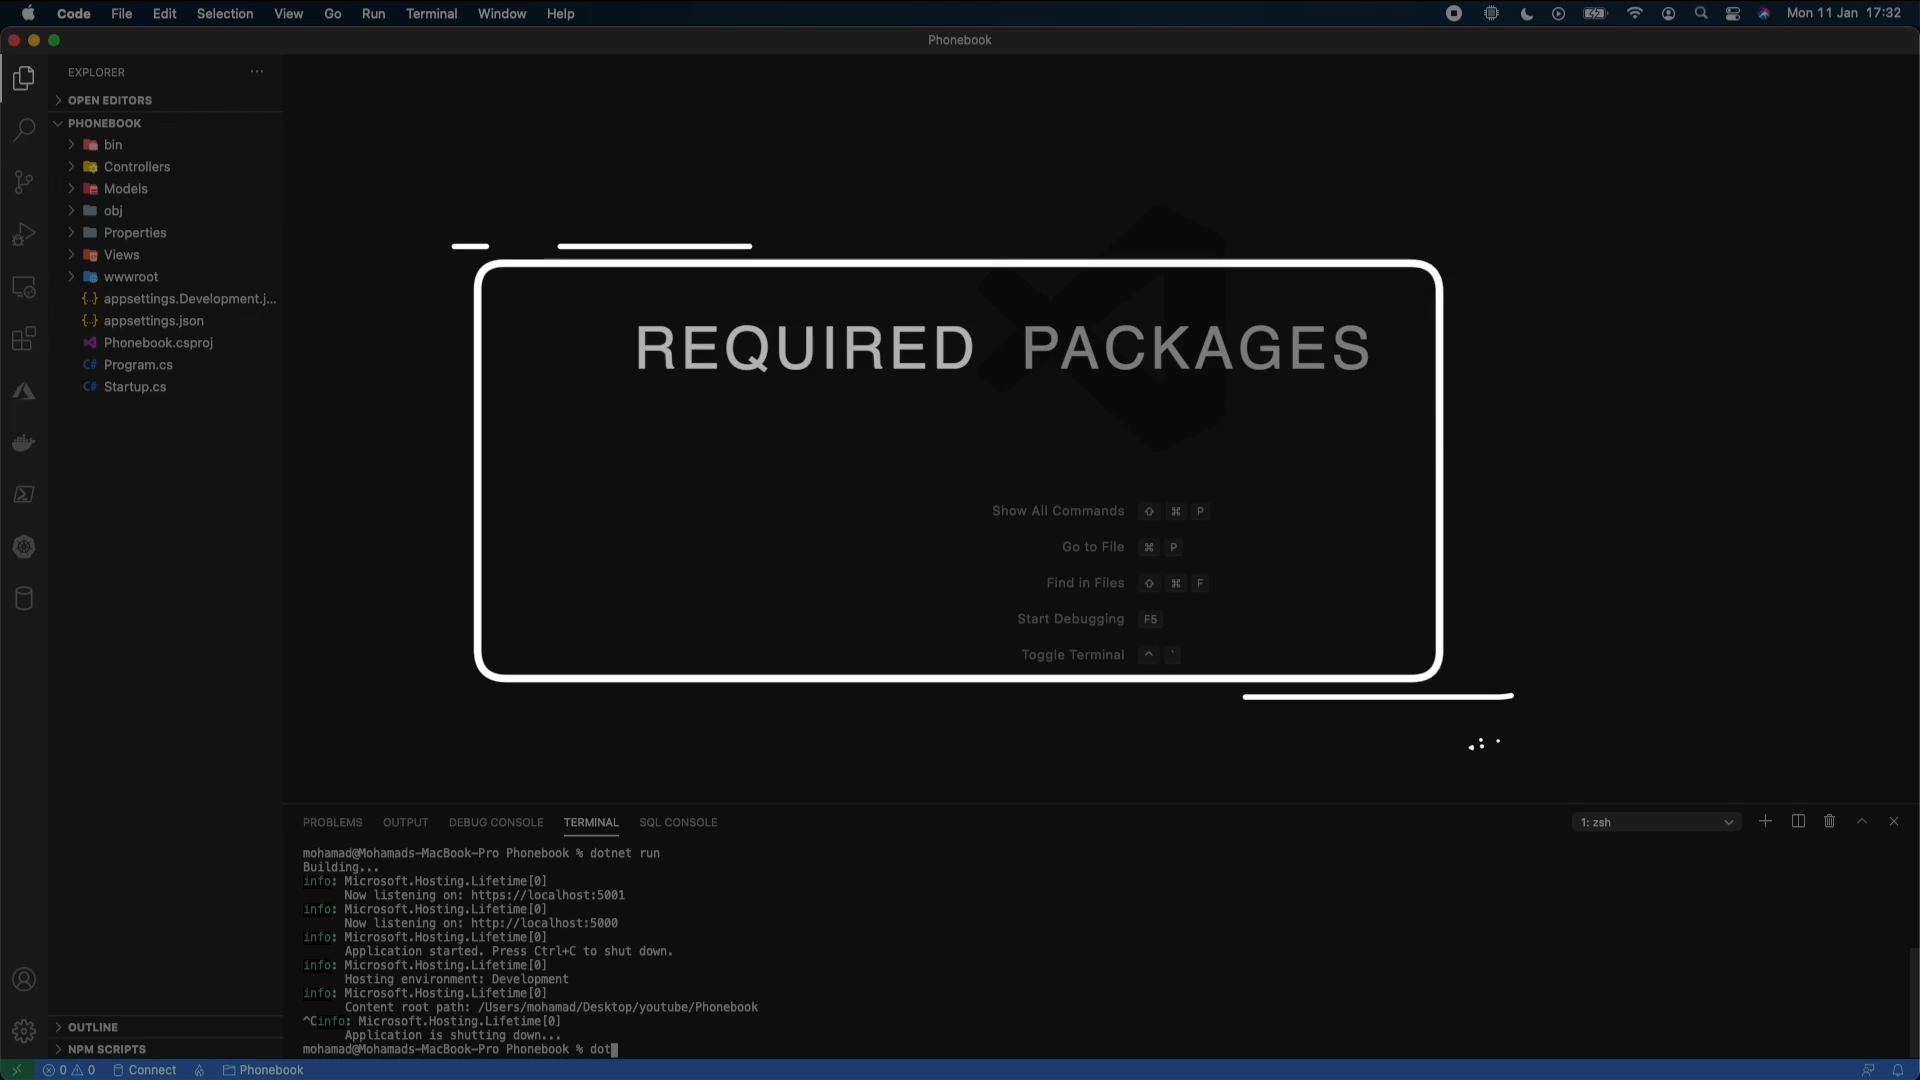 Code File Edit Selection View Go Run Terminal Window Help Mon 11 Jan 17:32
Phonebook
EXPLORER
OPEN EDITORS
PHONEBOOK
bin
Controllers
Models
obj
Properties
Views
wwwroot
appsettings.Development.j...
appsettings.json
Phonebook.csproj
C# Program.cs
C# Startup.cs
REQUIRED PACKAGES
Show All Commands ⇧ ⌘ P
Go to File ⌘ P
Find in Files ⇧ ⌘ F
Start Debugging F5
Toggle Terminal ^ `
PROBLEMS OUTPUT DEBUG CONSOLE TERMINAL SQL CONSOLE 1: zsh
mohamad@Mohamads-MacBook-Pro Phonebook % dotnet run
Building...
info: Microsoft.Hosting.Lifetime[0]
Now listening on: https://localhost:5001
info: Microsoft.Hosting.Lifetime[0]
Now listening on: http://localhost:5000
info: Microsoft.Hosting.Lifetime[0]
Application started. Press Ctrl+C to shut down.
info: Microsoft.Hosting.Lifetime[0]
Hosting environment: Development
info: Microsoft.Hosting.Lifetime[0]
Content root path: /Users/mohamad/Desktop/youtube/Phonebook
^Cinfo: Microsoft.Hosting.Lifetime[0]
Application is shutting down...
mohamad@Mohamads-MacBook-Pro Phonebook % dot
OUTLINE
NPM SCRIPTS
0 0 Connect Phonebook